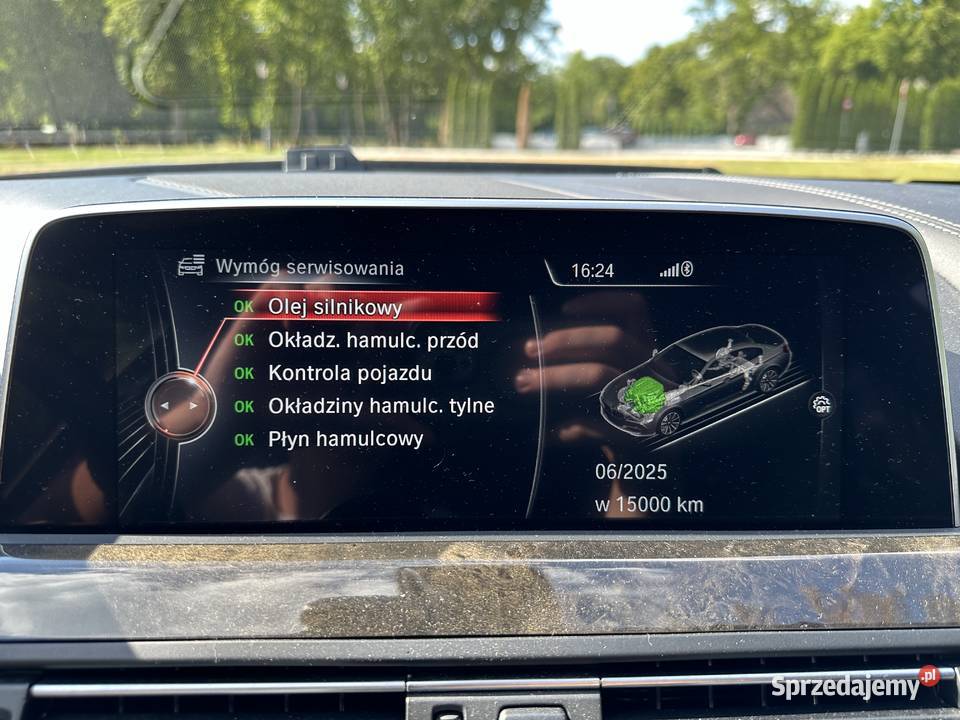 Wymóg serwisowania
16:24
OK Olej silnikowy
OK Okładz. hamulc. przód
OK Kontrola pojazdu
OK Okładziny hamulc. tylne
OK Płyn hamulcowy
OPT
06/2025
w 15000 km
Sprzedajemy.pl